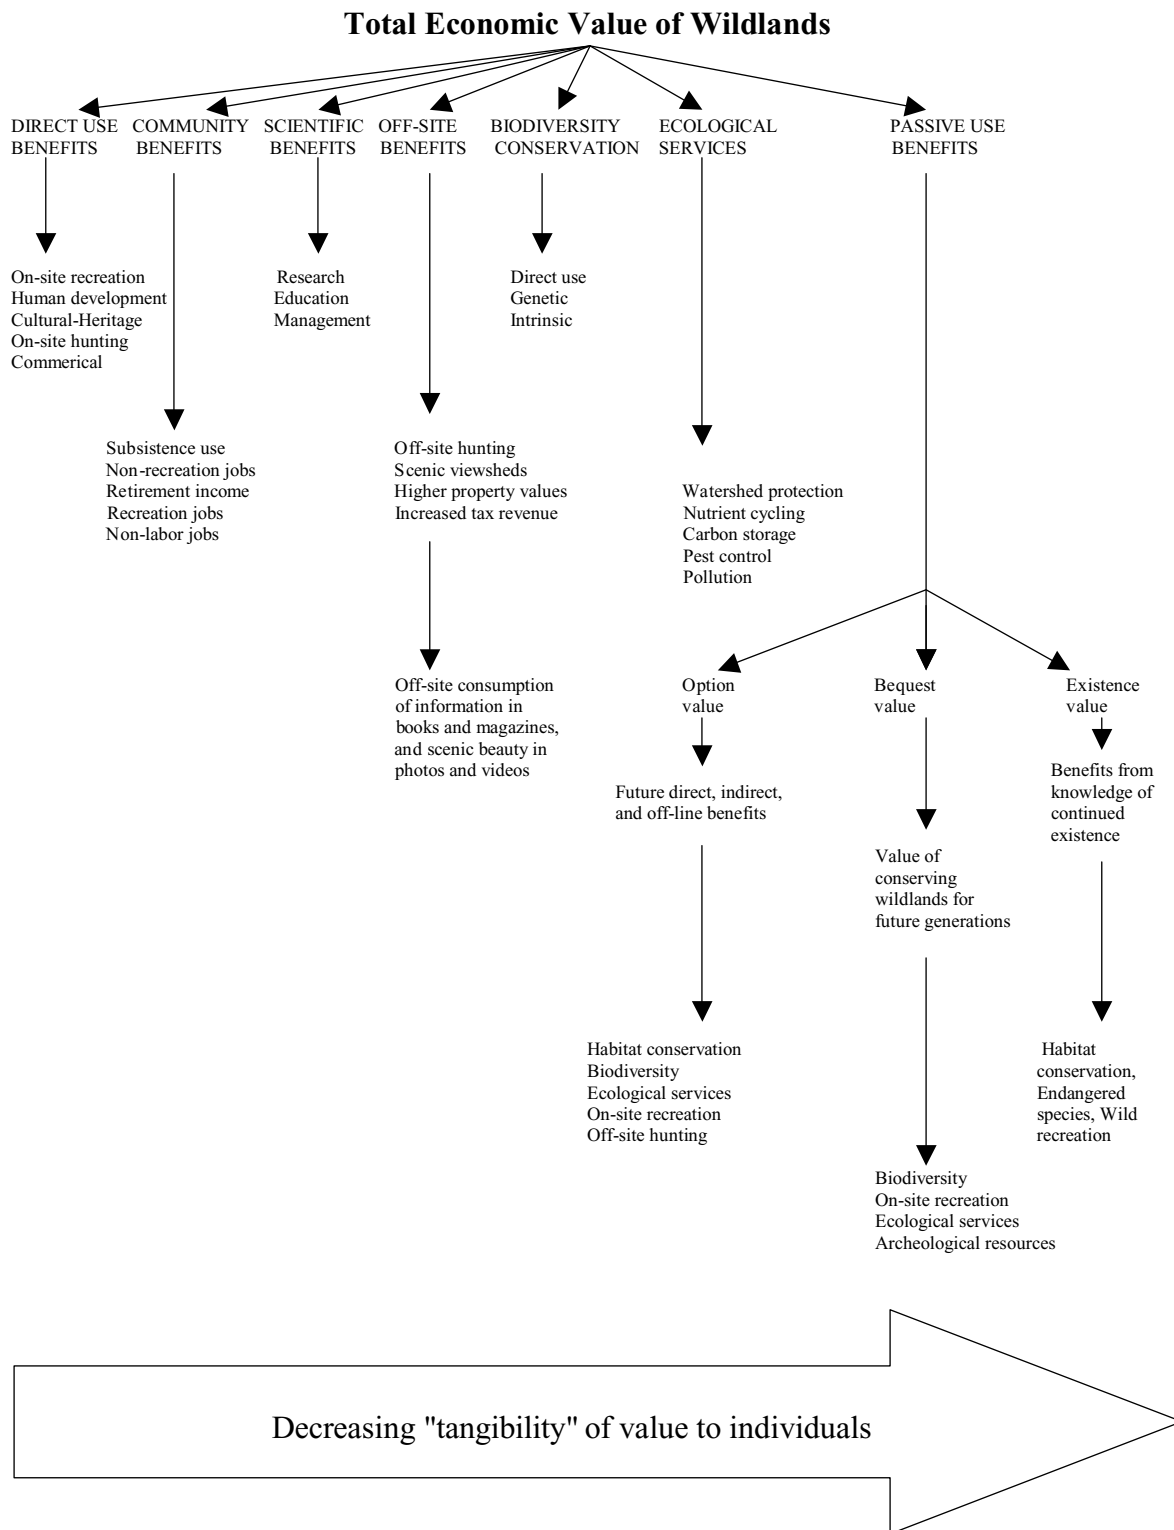 Total Economic Value of Wildlands
DIRECT USE
BENEFITS
COMMUNITY
BENEFITS
SCIENTIFIC
BENEFITS
OFF-SITE
BENEFITS
BIODIVERSITY
CONSERVATION
ECOLOGICAL
SERVICES
PASSIVE USE
BENEFITS
On-site recreation
Human development
Cultural-Heritage
On-site hunting
Commerical
Research
Education
Management
Direct use
Genetic
Intrinsic
Subsistence use
Non-recreation jobs
Retirement income
Recreation jobs
Non-labor jobs
Off-site hunting
Scenic viewsheds
Higher property values
Increased tax revenue
Watershed protection
Nutrient cycling
Carbon storage
Pest control
Pollution
Off-site consumption
of information in
books and magazines,
and scenic beauty in
photos and videos
Option
value
Bequest
value
Existence
value
Future direct, indirect,
and off-line benefits
Value of
conserving
wildlands for
future generations
Benefits from
knowledge of
continued
existence
Habitat conservation
Biodiversity
Ecological services
On-site recreation
Off-site hunting
Biodiversity
On-site recreation
Ecological services
Archeological resources
Habitat
conservation,
Endangered
species, Wild
recreation
Decreasing "tangibility" of value to individuals